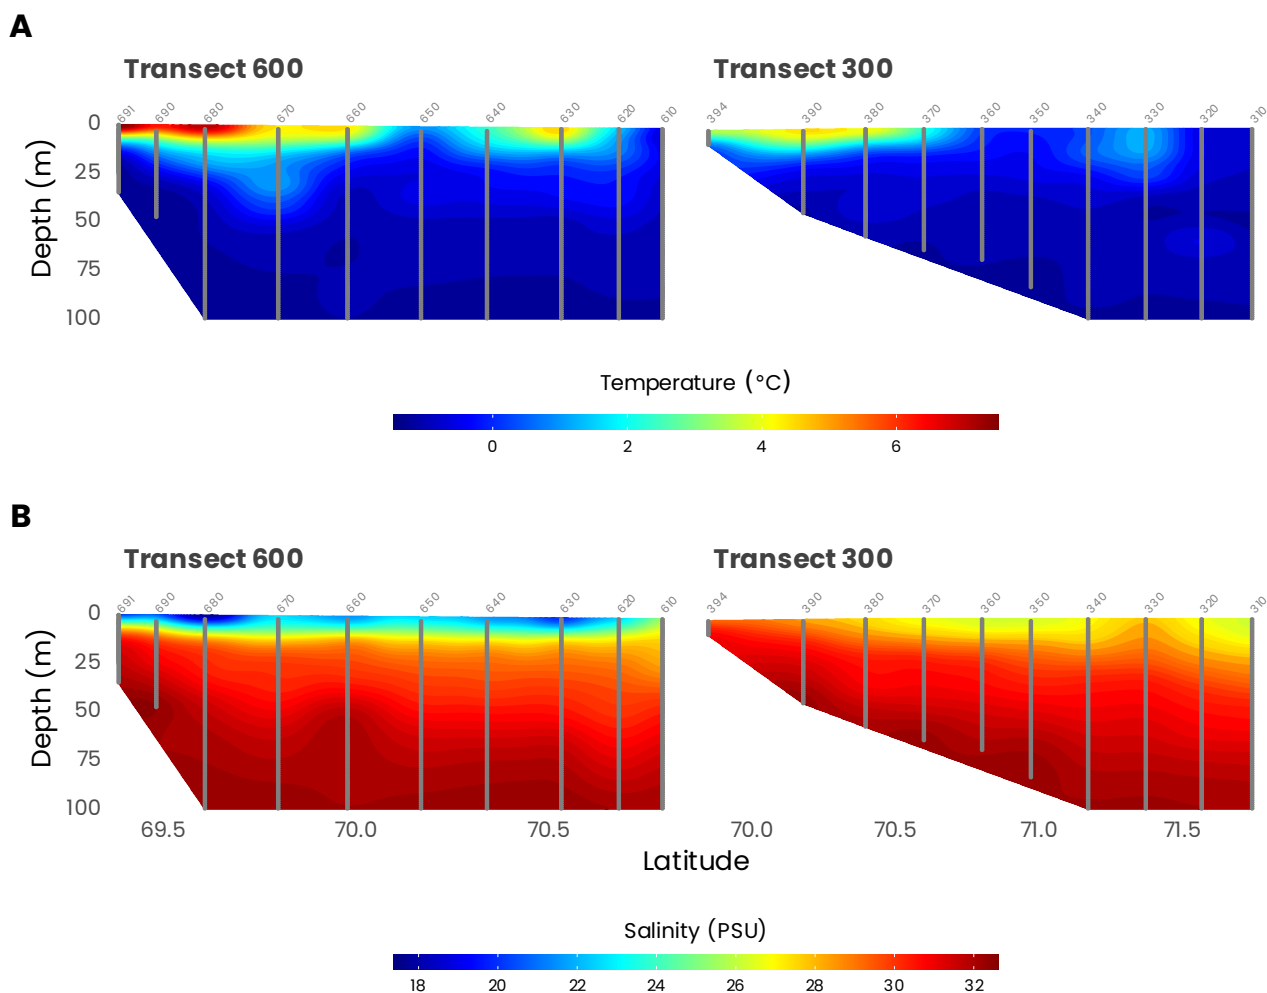 A
Transect 600
Transect 300
691 690 680 670 660 650 640 630 620 610
394 390 380 370 360 350 340 330 320 310
0
25
50
75
100
Depth (m)
Temperature (°C)
0 2 4 6
B
Transect 600
Transect 300
691 690 680 670 660 650 640 630 620 610
394 390 380 370 360 350 340 330 320 310
0
25
50
75
100
Depth (m)
69.5 70.0 70.5
70.0 70.5 71.0 71.5
Latitude
Salinity (PSU)
18 20 22 24 26 28 30 32